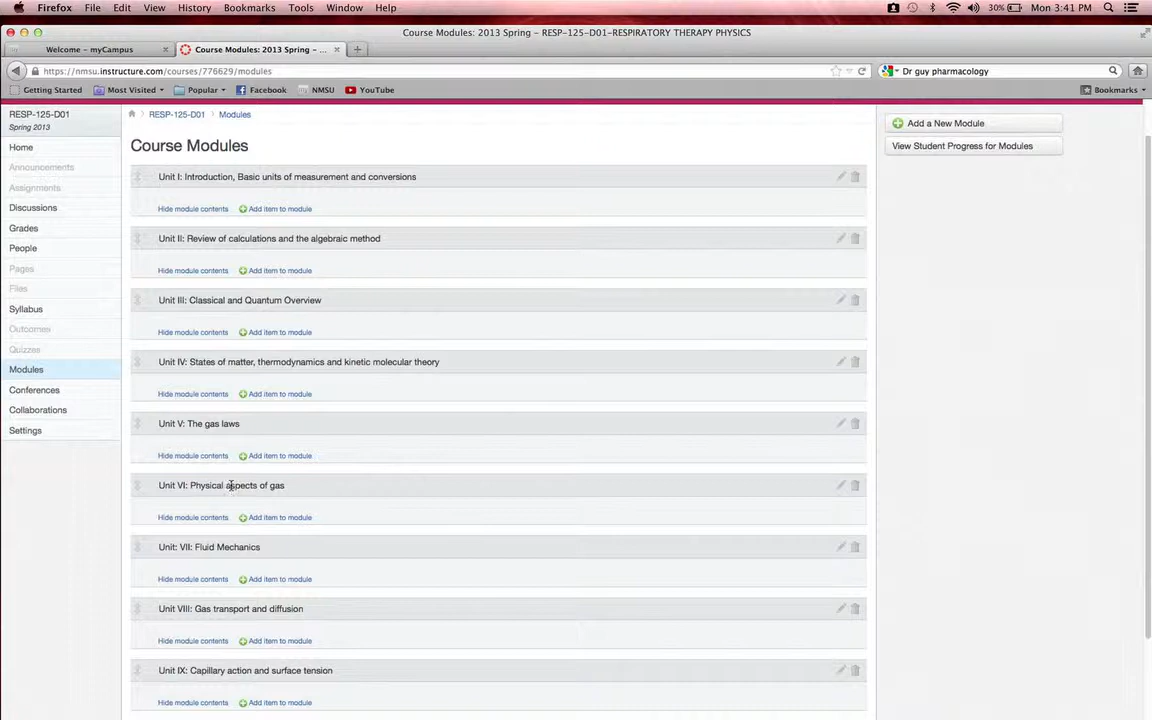 Firefox File Edit View History Bookmarks Tools Window Help 30% Mon 3:41 PM
Course Modules: 2013 Spring – RESP-125-D01-RESPIRATORY THERAPY PHYSICS
Welcome – myCampus × Course Modules: 2013 Spring – ... ×
https://nmsu.instructure.com/courses/776629/modules Dr guy pharmacology
Getting Started Most Visited Popular Facebook NMSU YouTube Bookmarks
RESP-125-D01
Spring 2013
Home
Announcements
Assignments
Discussions
Grades
People
Pages
Files
Syllabus
Outcomes
Quizzes
Modules
Conferences
Collaborations
Settings
RESP-125-D01 Modules
Course Modules
Unit I: Introduction, Basic units of measurement and conversions
Hide module contents Add item to module
Unit II: Review of calculations and the algebraic method
Hide module contents Add item to module
Unit III: Classical and Quantum Overview
Hide module contents Add item to module
Unit IV: States of matter, thermodynamics and kinetic molecular theory
Hide module contents Add item to module
Unit V: The gas laws
Hide module contents Add item to module
Unit VI: Physical aspects of gas
Hide module contents Add item to module
Unit: VII: Fluid Mechanics
Hide module contents Add item to module
Unit VIII: Gas transport and diffusion
Hide module contents Add item to module
Unit IX: Capillary action and surface tension
Hide module contents Add item to module
Add a New Module
View Student Progress for Modules